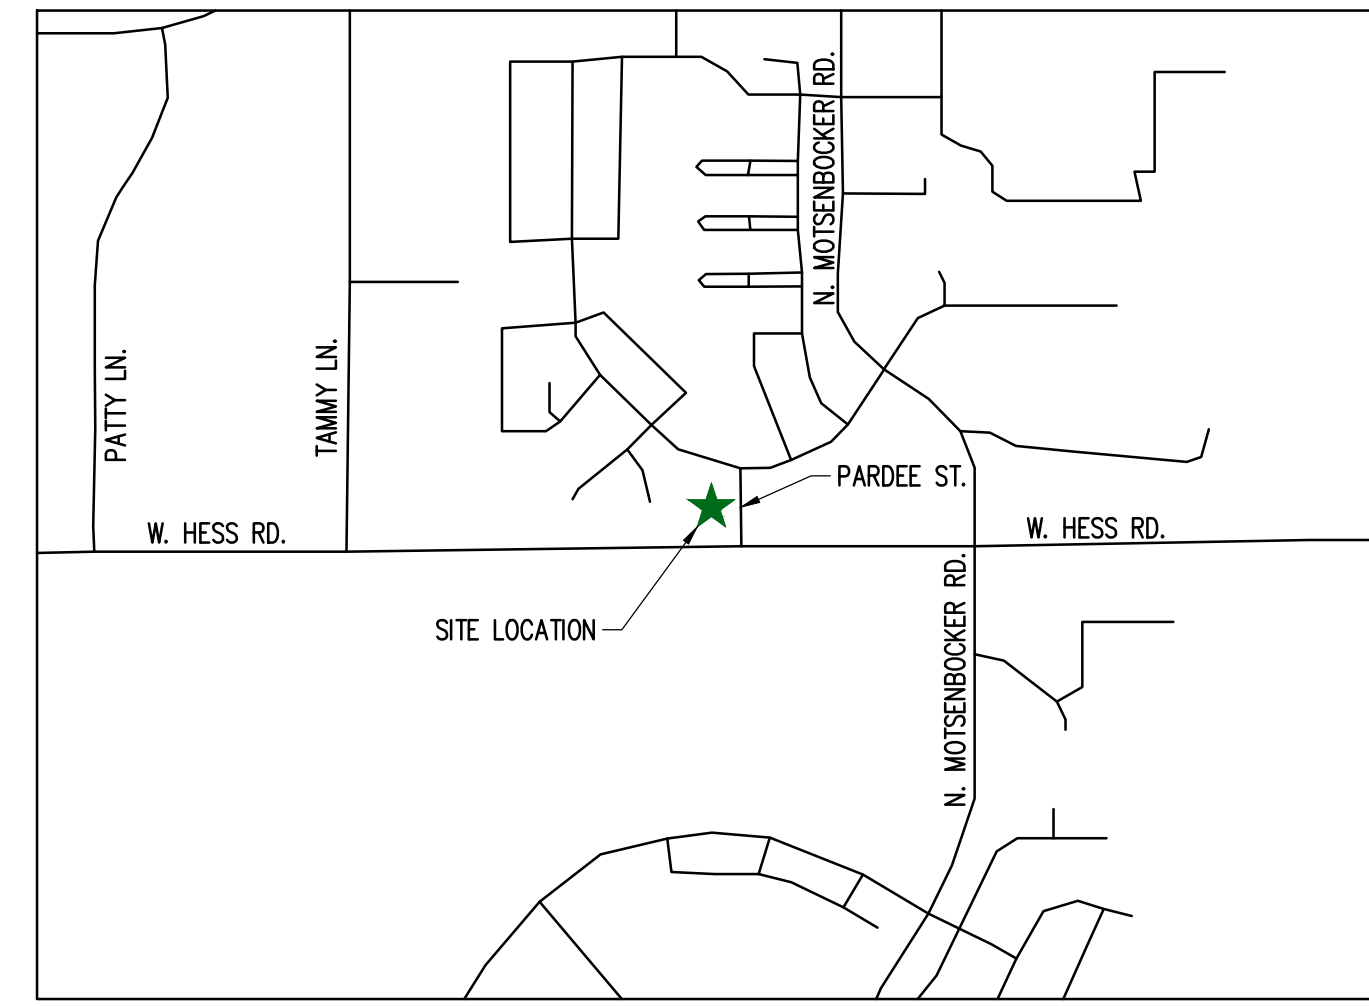 N. MOTSENBOCKER RD.
PATTY LN.
TAMMY LN.
PARDEE ST.
W. HESS RD.
W. HESS RD.
SITE LOCATION
N. MOTSENBOCKER RD.